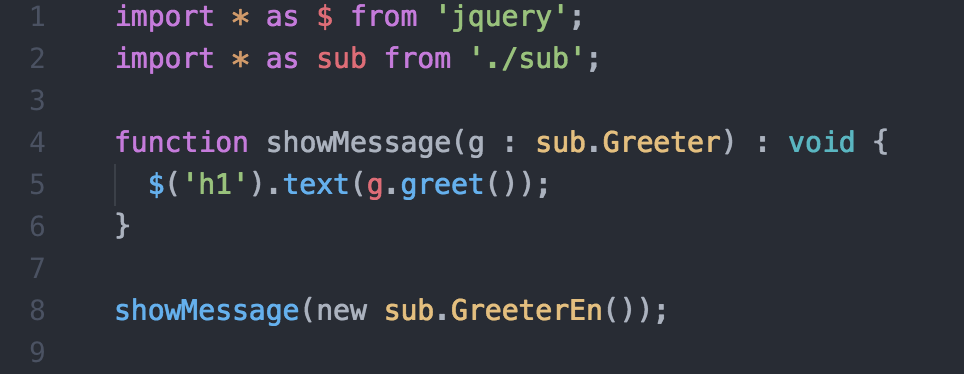 1 import * as $ from 'jquery';
2 import * as sub from './sub';
3
4 function showMessage(g : sub.Greeter) : void {
5   $('h1').text(g.greet());
6 }
7
8 showMessage(new sub.GreeterEn());
9